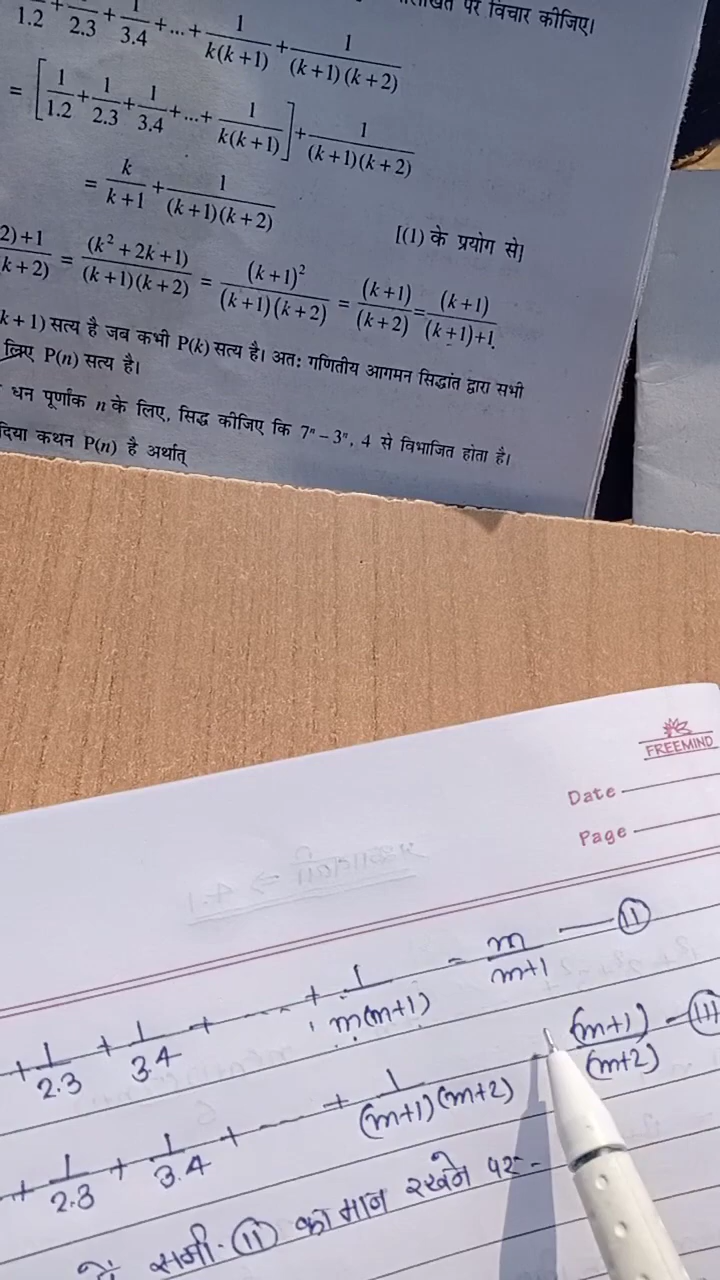 पर विचार कीजिए।
1.2 + 2.3 + 1/3.4 + ... + 1/k(k+1) + 1/(k+1)(k+2)
= [1/1.2 + 1/2.3 + 1/3.4 + ... + 1/k(k+1)] + 1/(k+1)(k+2)
= k/k+1 + 1/(k+1)(k+2) [(1) के प्रयोग से]
2)+1/k+2) = (k²+2k+1)/(k+1)(k+2) = (k+1)²/(k+1)(k+2) = (k+1)/(k+2) = (k+1)/(k+1)+1
k+1) सत्य है जब कभी P(k) सत्य है। अतः गणितीय आगमन सिद्धांत द्वारा सभी
लिए P(n) सत्य है।
धन पूर्णांक n के लिए, सिद्ध कीजिए कि 7ⁿ – 3ⁿ, 4 से विभाजित होता है।
दिया कथन P(n) है अर्थात्
FREEMIND
Date
Page
+ 1/2.3 + 1/3.4 + --- + 1/m(m+1) = m/m+1 — (II)
+ 1/2.3 + 1/3.4 + --- + 1/(m+1)(m+2) (m+1)/(m+2) — (III)
में समी. (II) का मान रखने पर -